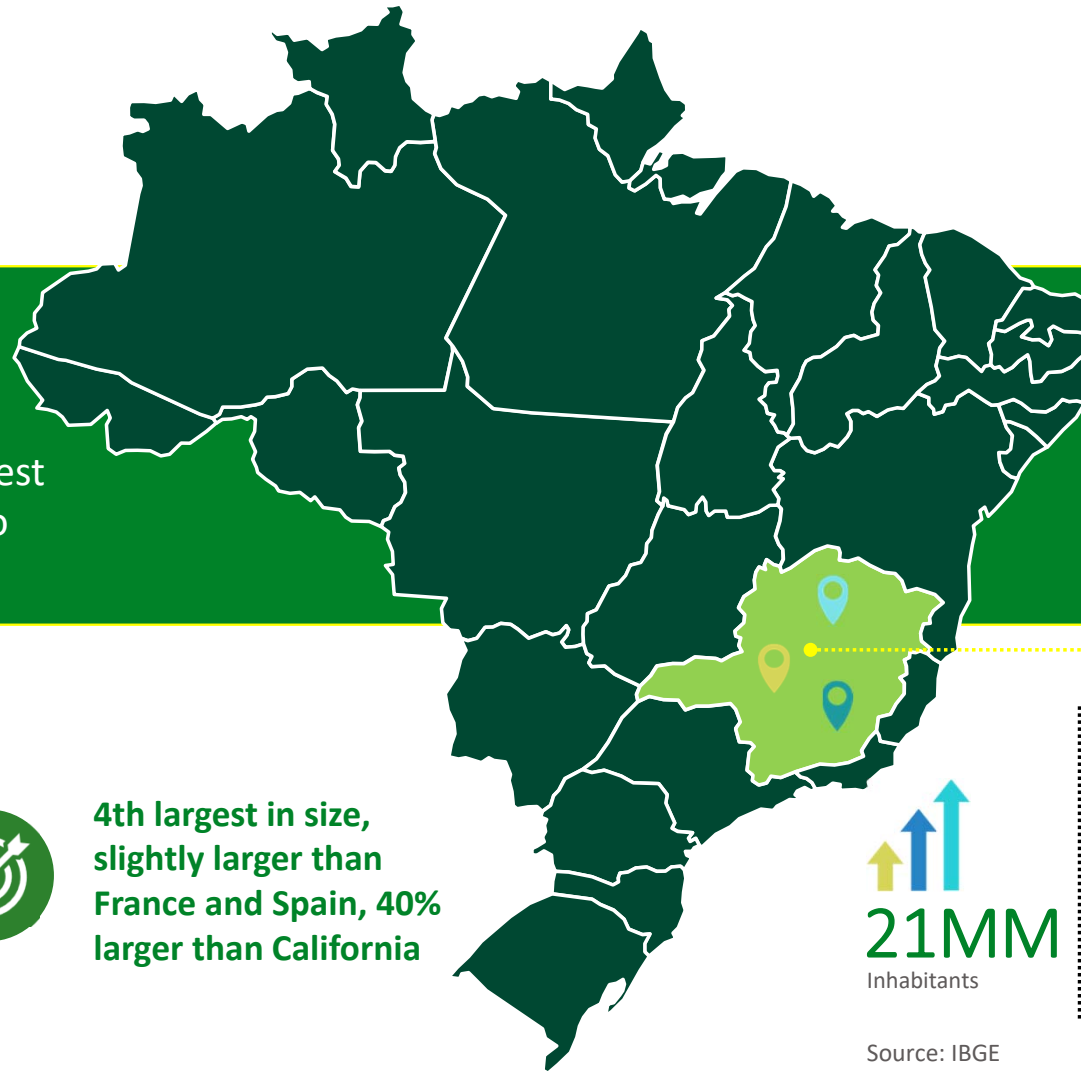 est
4th largest in size,
slightly larger than
France and Spain, 40%
larger than California
21MM
Inhabitants
Source: IBGE